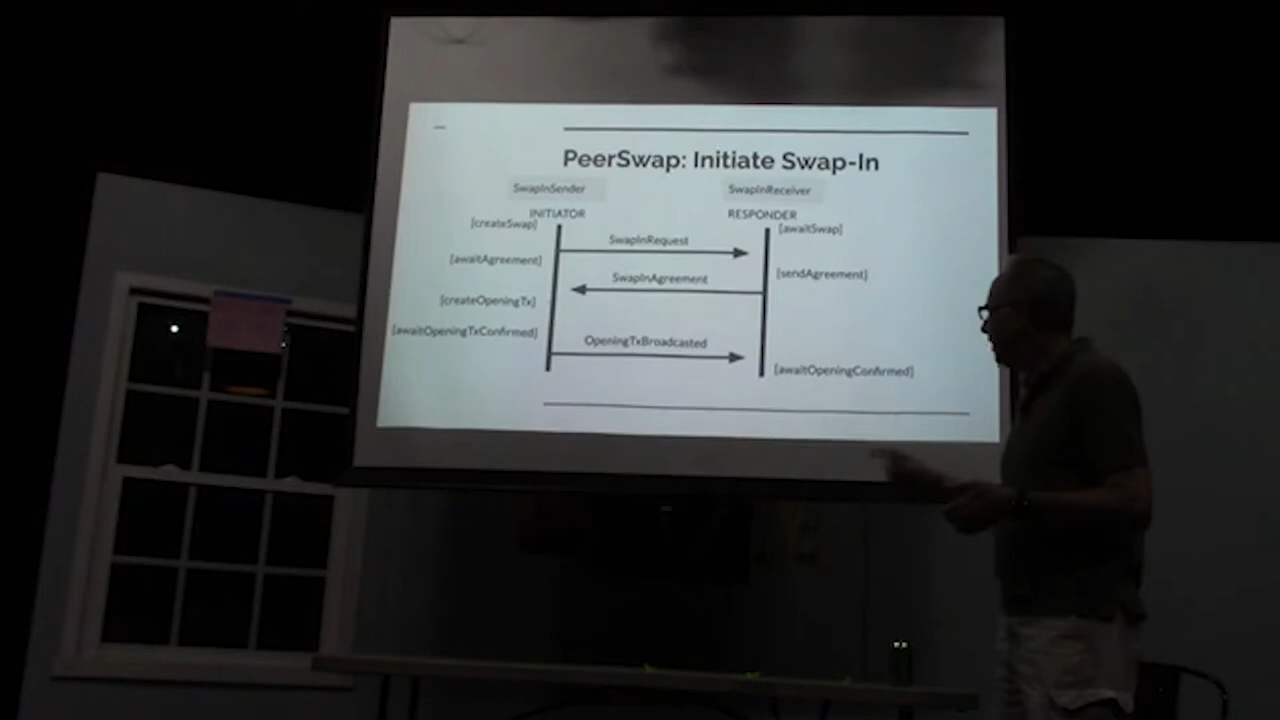 PeerSwap: Initiate Swap-In
SwapInSender
SwapInReceiver
INITIATOR
RESPONDER
[createSwap]
[awaitSwap]
SwapInRequest
[awaitAgreement]
[sendAgreement]
SwapInAgreement
[createOpeningTx]
[awaitOpeningTxConfirmed]
OpeningTxBroadcasted
[awaitOpeningConfirmed]